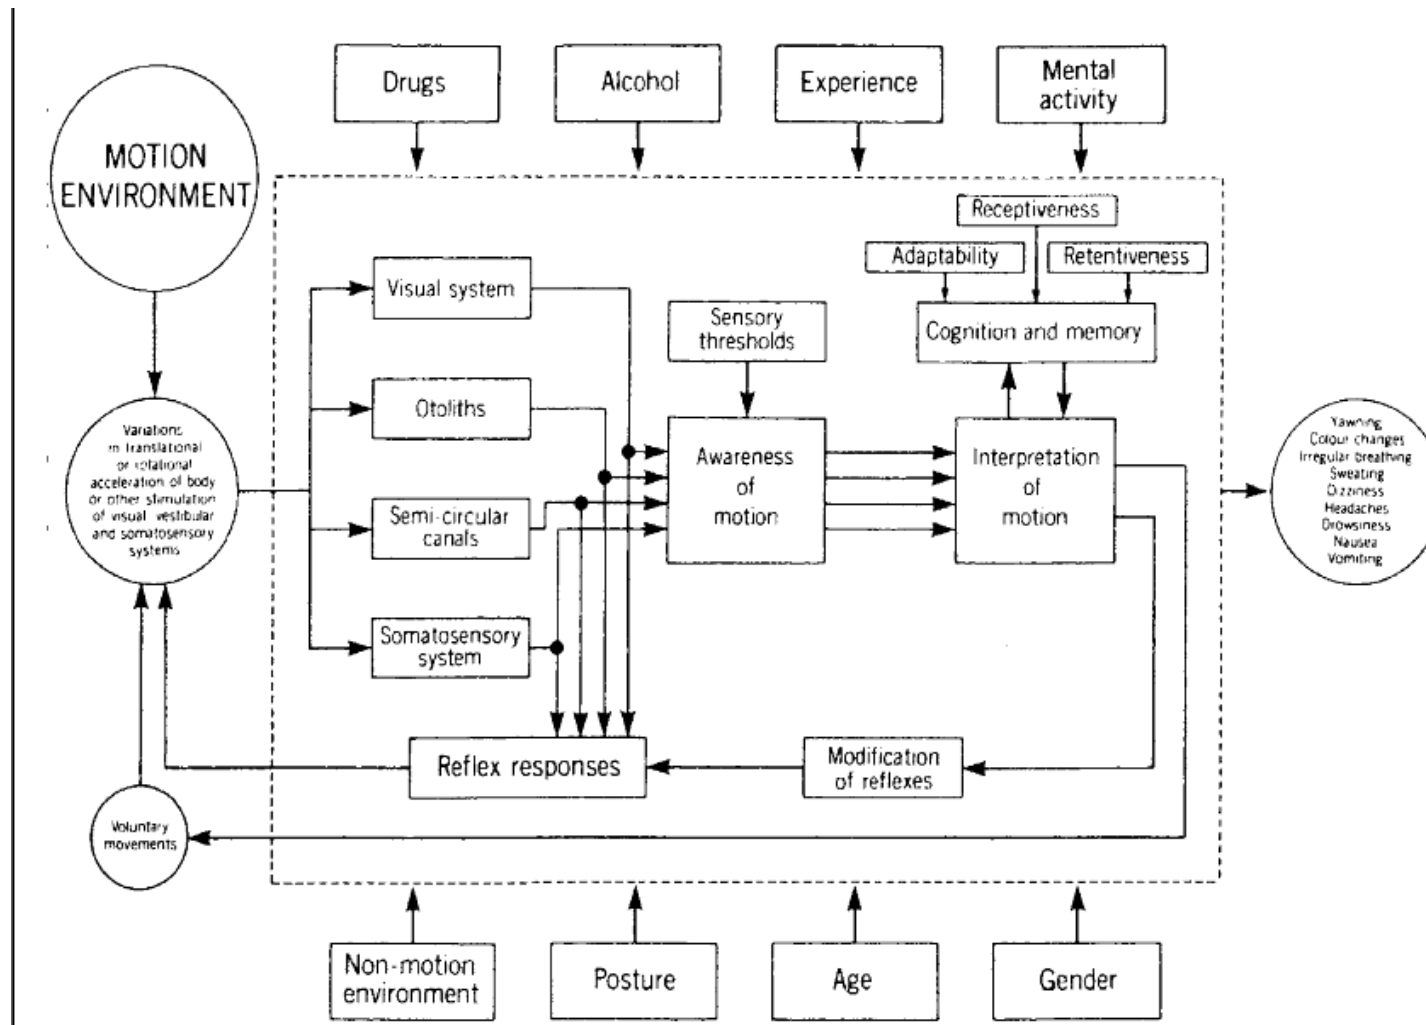 Drugs
Alcohol
Experience
Mental
activity
MOTION
ENVIRONMENT
Receptiveness
Adaptability
Retentiveness
Visual system
Sensory
thresholds
Cognition and memory
Otoliths
Variations
in translational
or rotational
acceleration of body
or other stimulation
of visual vestibular
and somatosensory
systems
Awareness
of
motion
Interpretation
of
motion
Yawning
Colour changes
Irregular breathing
Sweating
Dizziness
Headaches
Drowsiness
Nausea
Vomiting
Semi-circular
canals
Somatosensory
system
Reflex responses
Modification
of reflexes
Voluntary
movements
Non-motion
environment
Posture
Age
Gender